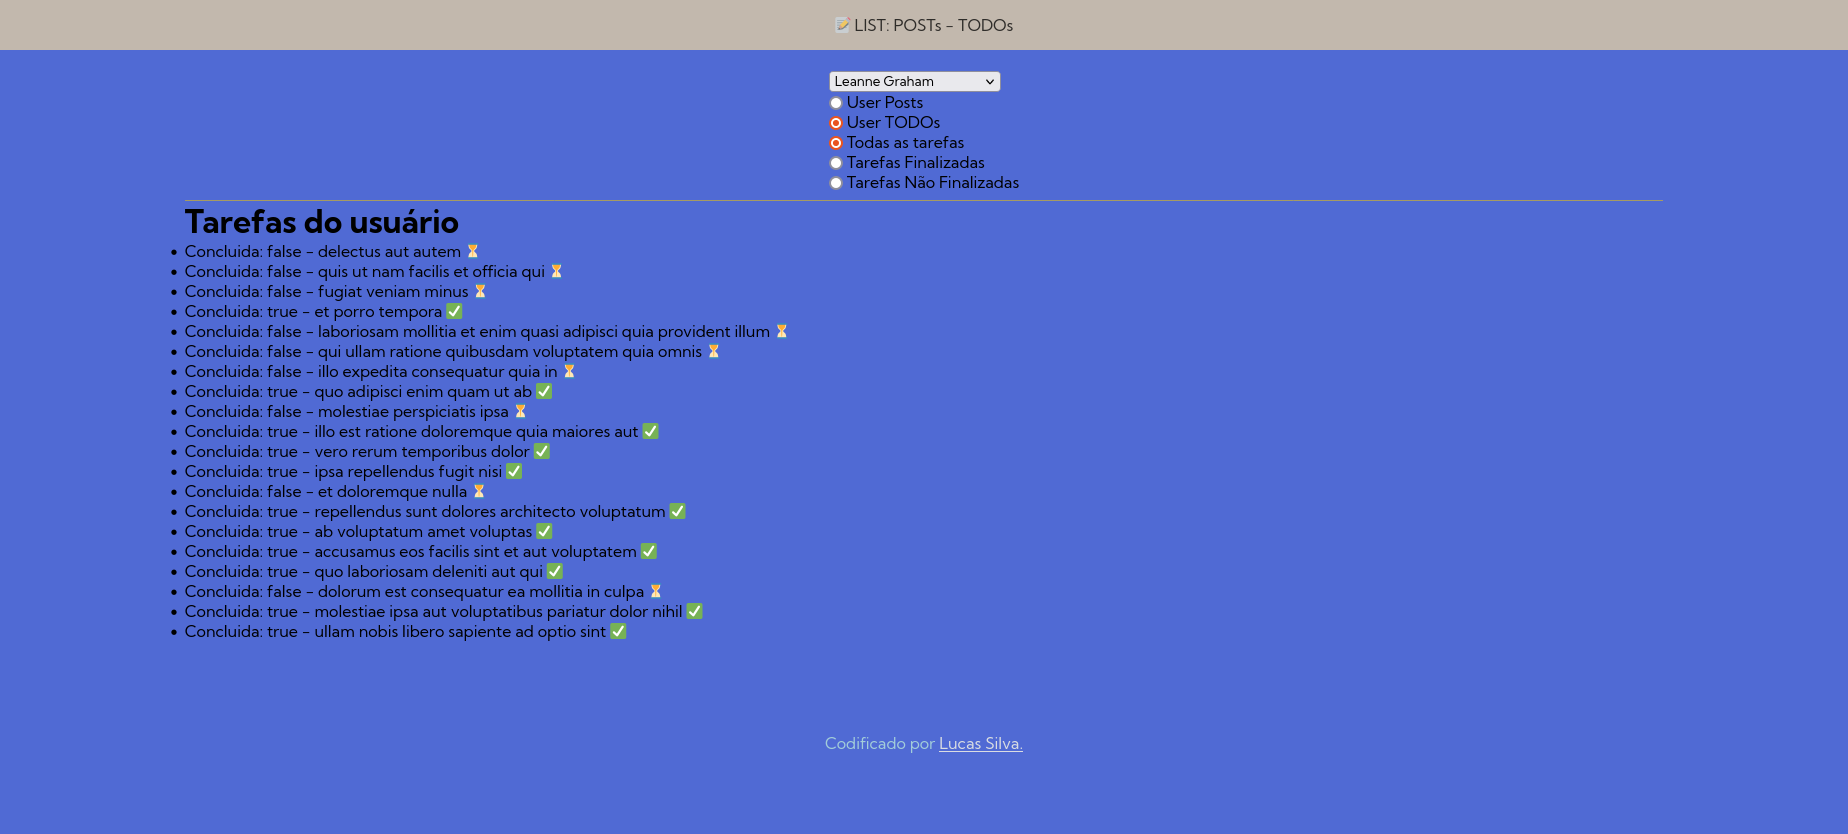 📝 LIST: POSTs - TODOs
Leanne Graham
User Posts
User TODOs
Todas as tarefas
Tarefas Finalizadas
Tarefas Não Finalizadas
Tarefas do usuário
• Concluida: false - delectus aut autem ⏳
• Concluida: false - quis ut nam facilis et officia qui ⏳
• Concluida: false - fugiat veniam minus ⏳
• Concluida: true - et porro tempora ✅
• Concluida: false - laboriosam mollitia et enim quasi adipisci quia provident illum ⏳
• Concluida: false - qui ullam ratione quibusdam voluptatem quia omnis ⏳
• Concluida: false - illo expedita consequatur quia in ⏳
• Concluida: true - quo adipisci enim quam ut ab ✅
• Concluida: false - molestiae perspiciatis ipsa ⏳
• Concluida: true - illo est ratione doloremque quia maiores aut ✅
• Concluida: true - vero rerum temporibus dolor ✅
• Concluida: true - ipsa repellendus fugit nisi ✅
• Concluida: false - et doloremque nulla ⏳
• Concluida: true - repellendus sunt dolores architecto voluptatum ✅
• Concluida: true - ab voluptatum amet voluptas ✅
• Concluida: true - accusamus eos facilis sint et aut voluptatem ✅
• Concluida: true - quo laboriosam deleniti aut qui ✅
• Concluida: false - dolorum est consequatur ea mollitia in culpa ⏳
• Concluida: true - molestiae ipsa aut voluptatibus pariatur dolor nihil ✅
• Concluida: true - ullam nobis libero sapiente ad optio sint ✅
Codificado por Lucas Silva.